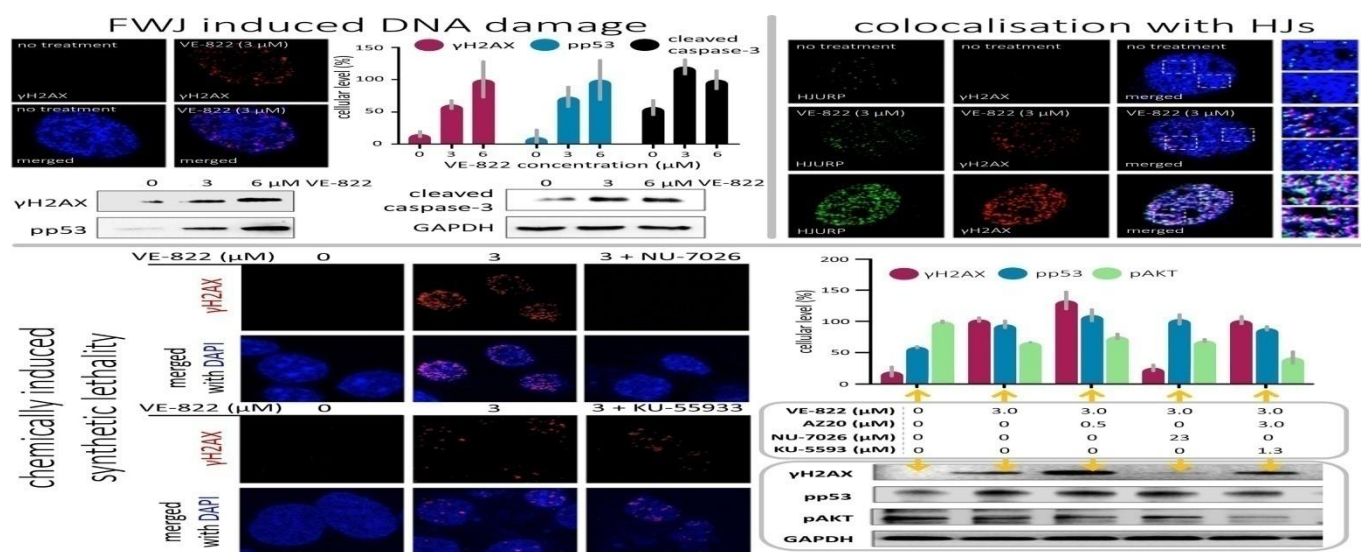 FWJ induced DNA damage
no treatment
γH2AX
VE-822 (3 μM)
γH2AX
no treatment
merged
VE-822 (3 μM)
merged
γH2AX pp53 cleaved caspase-3
cellular level (%)
150
100
50
0
0 3 6 0 3 6 0 3 6
VE-822 concentration (μM)
0 3 6 μM VE-822
γH2AX
pp53
0 3 6 μM VE-822
cleaved
caspase-3
GAPDH
colocalisation with HJs
no treatment
HJURP
no treatment
γH2AX
no treatment
merged
VE-822 (3 μM)
HJURP
VE-822 (3 μM)
γH2AX
VE-822 (3 μM)
merged
HJURP
γH2AX
merged
chemically induced
synthetic lethality
VE-822 (μM) 0 3 3 + NU-7026
γH2AX
merged
with DAPI
VE-822 (μM) 0 3 3 + KU-55933
γH2AX
merged
with DAPI
γH2AX pp53 pAKT
cellular level (%)
200
150
100
50
0
VE-822 (μM) 0 3.0 3.0 3.0 3.0
AZ20 (μM) 0 0 0.5 0 3.0
NU-7026 (μM) 0 0 0 23 0
KU-5593 (μM) 0 0 0 0 1.3
γH2AX
pp53
pAKT
GAPDH